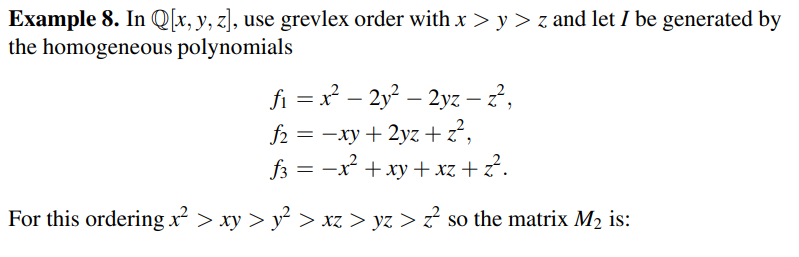 Example 8. In ℚ[x, y, z], use grevlex order with x > y > z and let I be generated by
the homogeneous polynomials
f₁ = x² − 2y² − 2yz − z²,
f₂ = −xy + 2yz + z²,
f₃ = −x² + xy + xz + z².
For this ordering x² > xy > y² > xz > yz > z² so the matrix M₂ is: